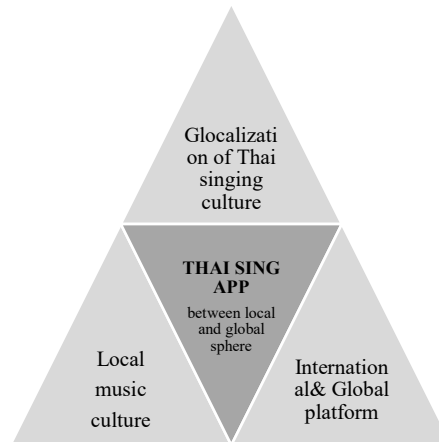 Glocalizati
on of Thai
singing
culture
THAI SING
APP
between local
and global
sphere
Local
music
culture
Internation
al& Global
platform